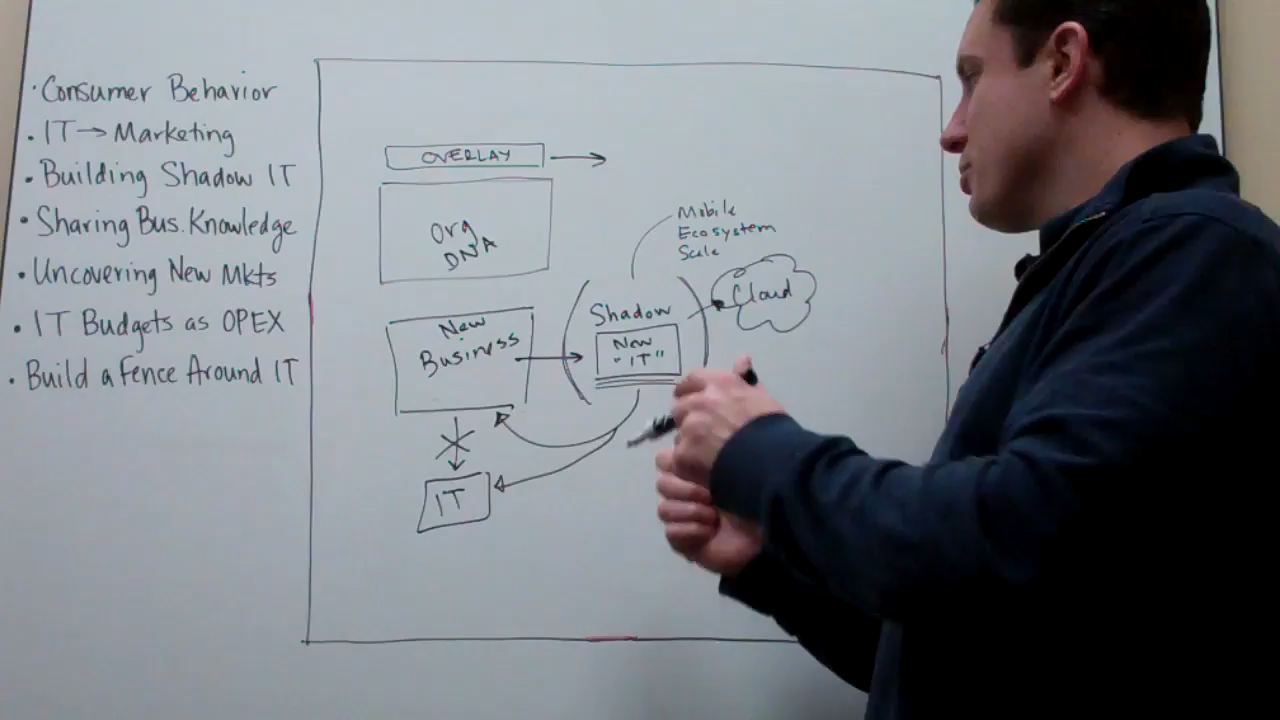 · Consumer Behavior
· IT → Marketing
· Building Shadow IT
· Sharing Bus. Knowledge
· Uncovering New Mkts
· IT Budgets as OPEX
· Build a Fence Around IT
OVERLAY
Org
DNA
Mobile
Ecosystem
Scale
Cloud
Shadow
New
"IT"
New
Business
IT